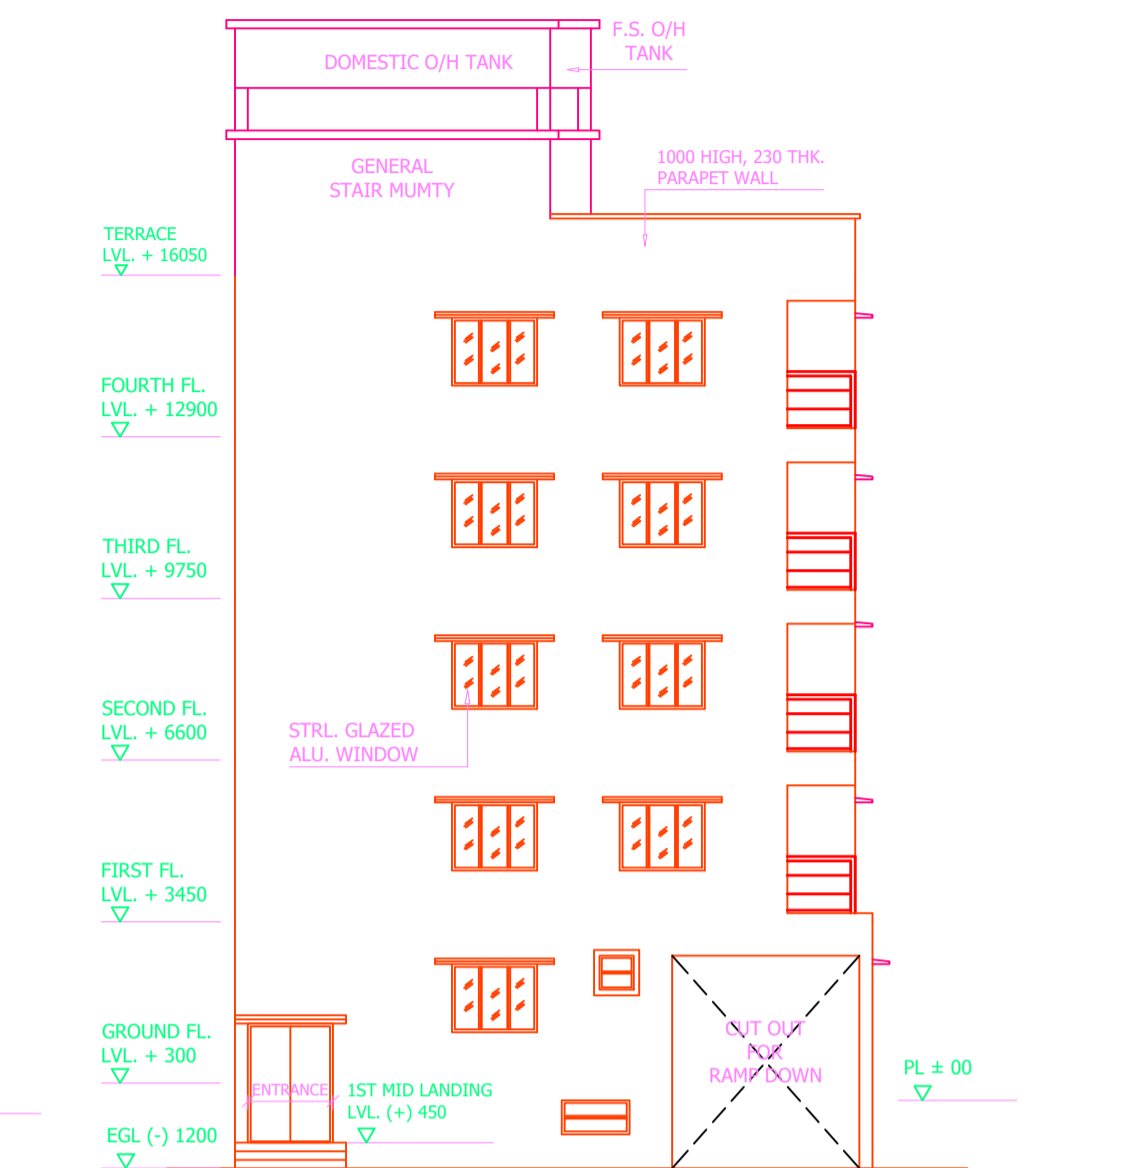 F.S. O/H
TANK
DOMESTIC O/H TANK
GENERAL
STAIR MUMTY
1000 HIGH, 230 THK.
PARAPET WALL
TERRACE
LVL. + 16050
FOURTH FL.
LVL. + 12900
THIRD FL.
LVL. + 9750
SECOND FL.
LVL. + 6600
STRL. GLAZED
ALU. WINDOW
FIRST FL.
LVL. + 3450
GROUND FL.
LVL. + 300
CUT OUT
FOR
RAMP DOWN
PL ± 00
ENTRANCE
1ST MID LANDING
LVL. (+) 450
EGL (-) 1200